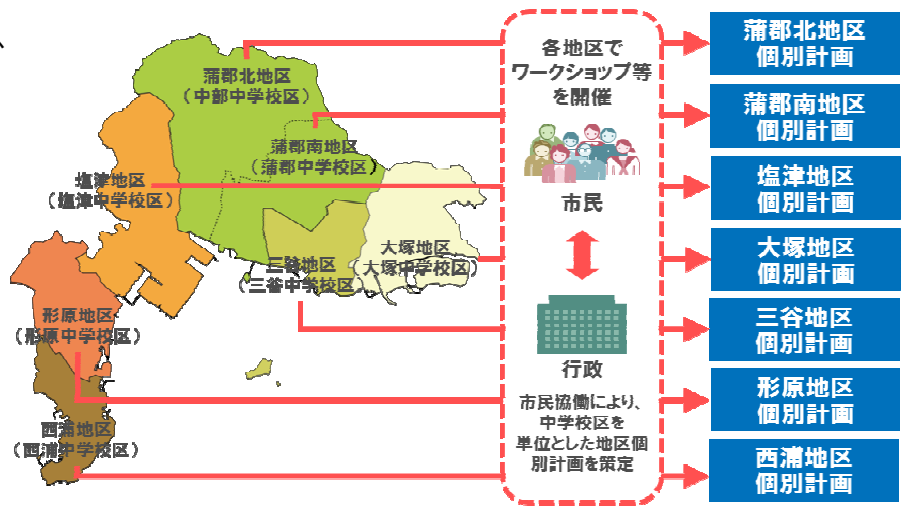 、
蒲郡北地区
（中部中学校区）
蒲郡南地区
（蒲郡中学校区）
塩津地区
（塩津中学校区）
大塚地区
大塚中学校区）
三谷地区
（三谷中学校区）
形原地区
（形原中学校区）
西浦地区
（西浦中学校区）
各地区で
ワークショップ等
を開催
市民
行政
市民協働により、
中学校区を
単位とした地区個
別計画を策定
蒲郡北地区
個別計画
蒲郡南地区
個別計画
塩津地区
個別計画
大塚地区
個別計画
三谷地区
個別計画
形原地区
個別計画
西浦地区
個別計画